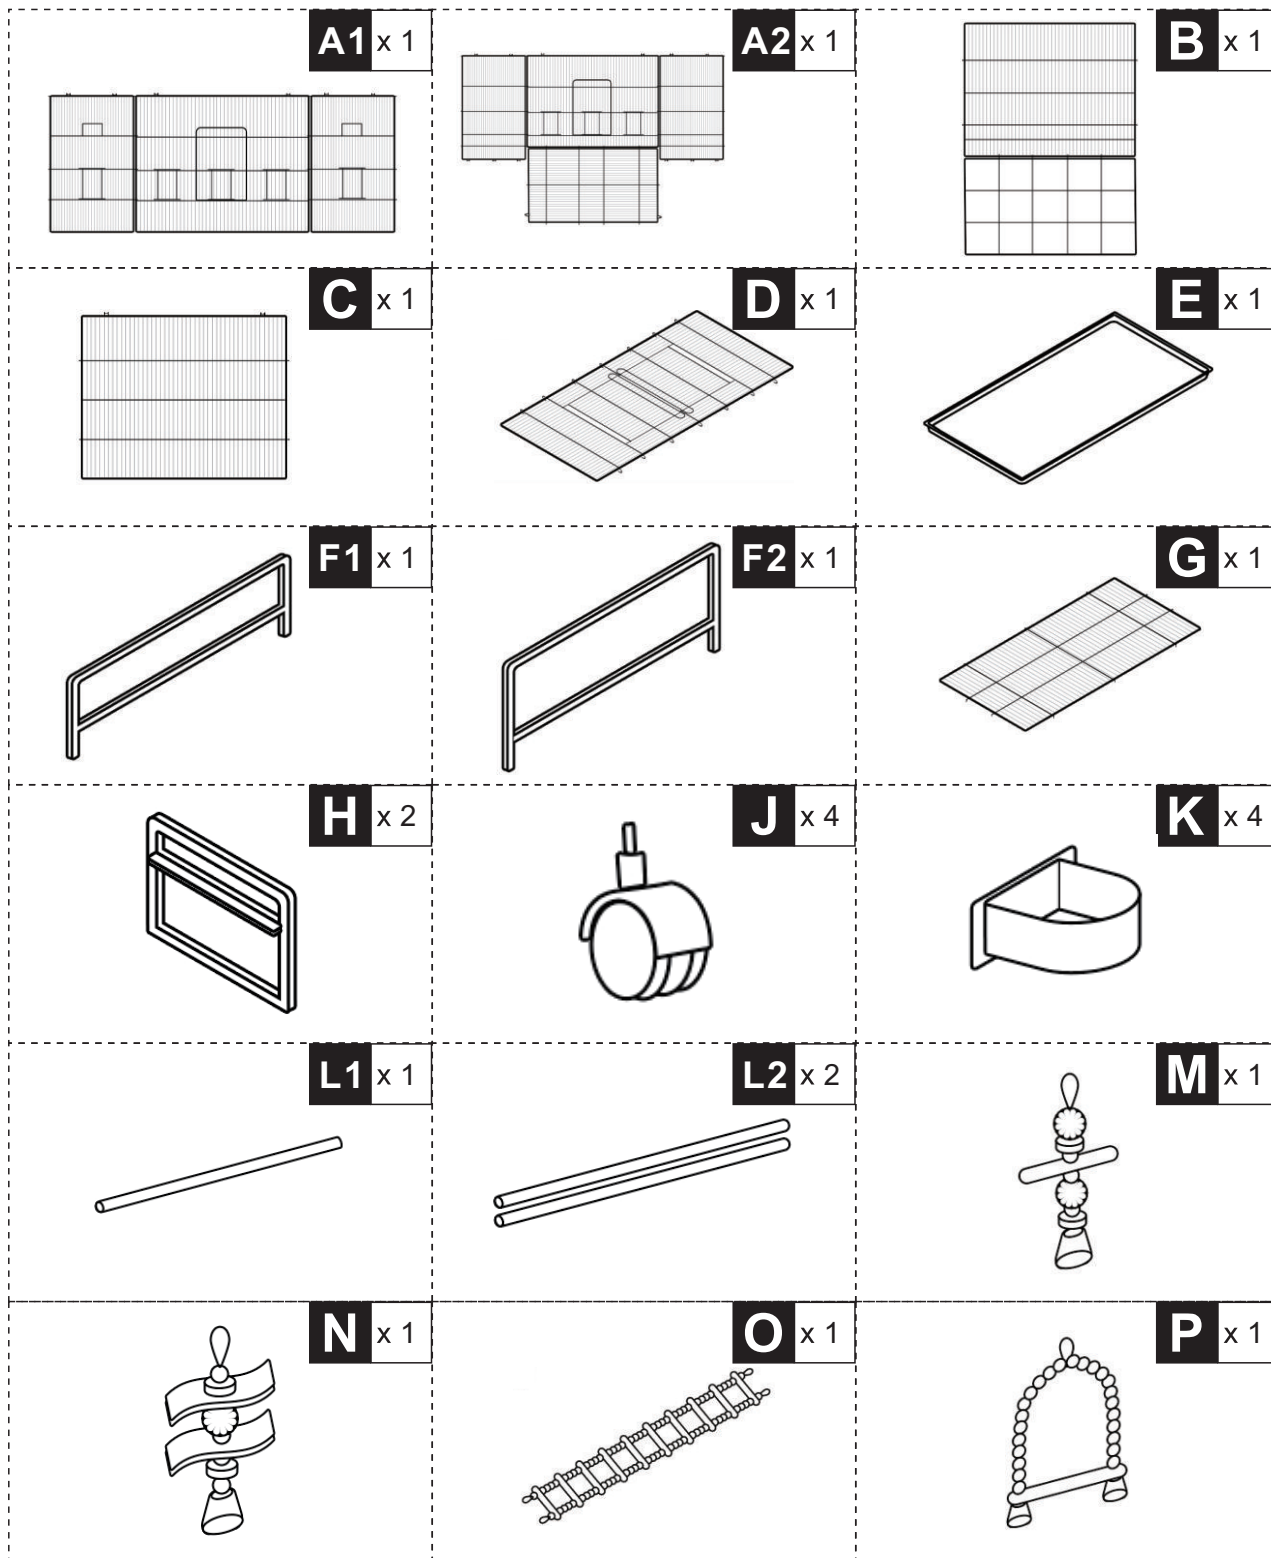 A1 x 1
A2 x 1
B x 1
C x 1
D x 1
E x 1
F1 x 1
F2 x 1
G x 1
H x 2
J x 4
K x 4
L1 x 1
L2 x 2
M x 1
N x 1
O x 1
P x 1